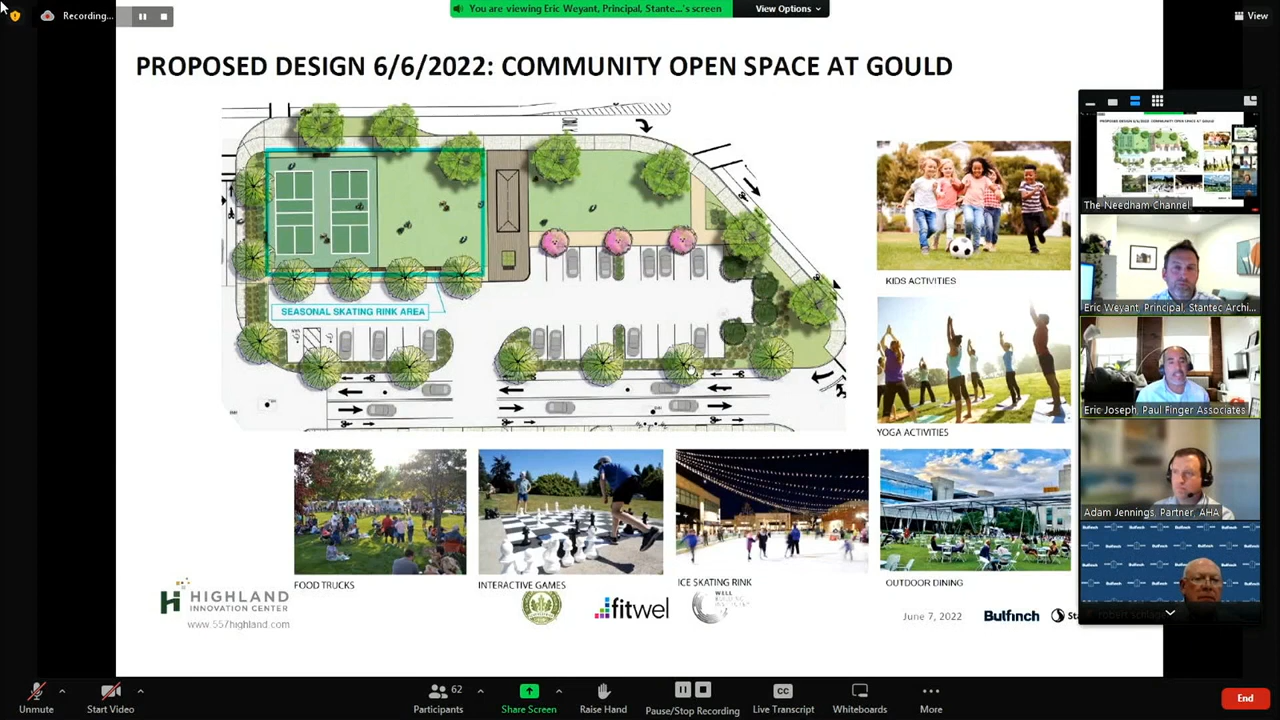 Recording...
You are viewing Eric Weyant, Principal, Stante...'s screen
View Options
View
PROPOSED DESIGN 6/6/2022: COMMUNITY OPEN SPACE AT GOULD
SEASONAL SKATING RINK AREA
KIDS ACTIVITIES
YOGA ACTIVITIES
FOOD TRUCKS
INTERACTIVE GAMES
ICE SKATING RINK
OUTDOOR DINING
HIGHLAND
INNOVATION CENTER
www.557highland.com
fitwel
WELL
June 7, 2022
Bulfinch
Sta
The Needham Channel
Eric Weyant, Principal, Stantec Archi...
Eric Joseph, Paul Finger Associates
Adam Jennings, Partner, AHA
Bulfinch
Unmute
Start Video
62
Participants
Share Screen
Raise Hand
Pause/Stop Recording
CC
Live Transcript
Whiteboards
More
End